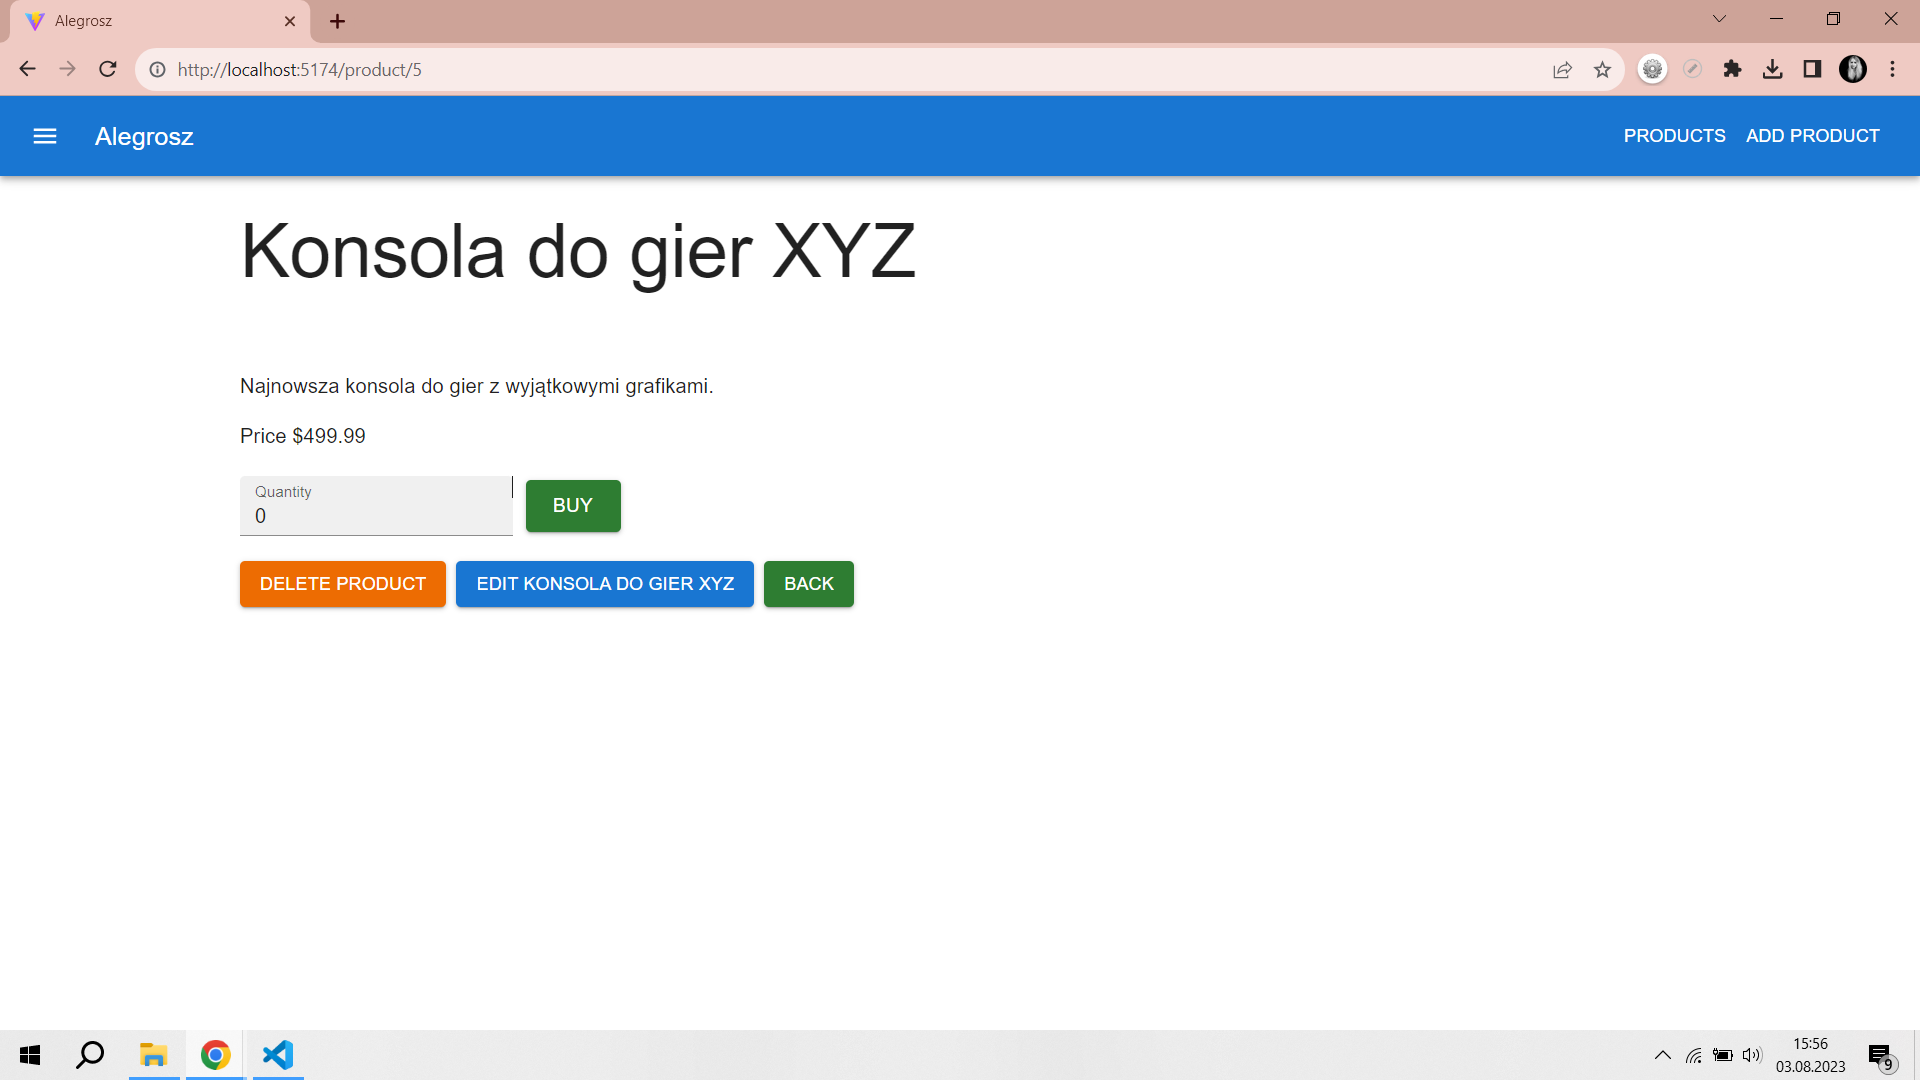 Alegrosz
http://localhost:5174/product/5
Alegrosz
PRODUCTS
ADD PRODUCT
Konsola do gier XYZ
Najnowsza konsola do gier z wyjątkowymi grafikami.
Price $499.99
Quantity
0
BUY
DELETE PRODUCT
EDIT KONSOLA DO GIER XYZ
BACK
15:56
03.08.2023
9